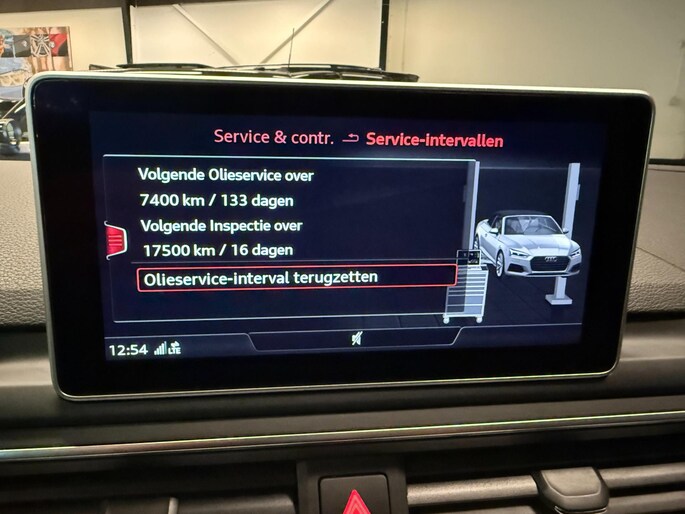 Service & contr. Service-intervallen
Volgende Olieservice over
7400 km / 133 dagen
Volgende Inspectie over
17500 km / 16 dagen
Olieservice-interval terugzetten
12:54 LTE